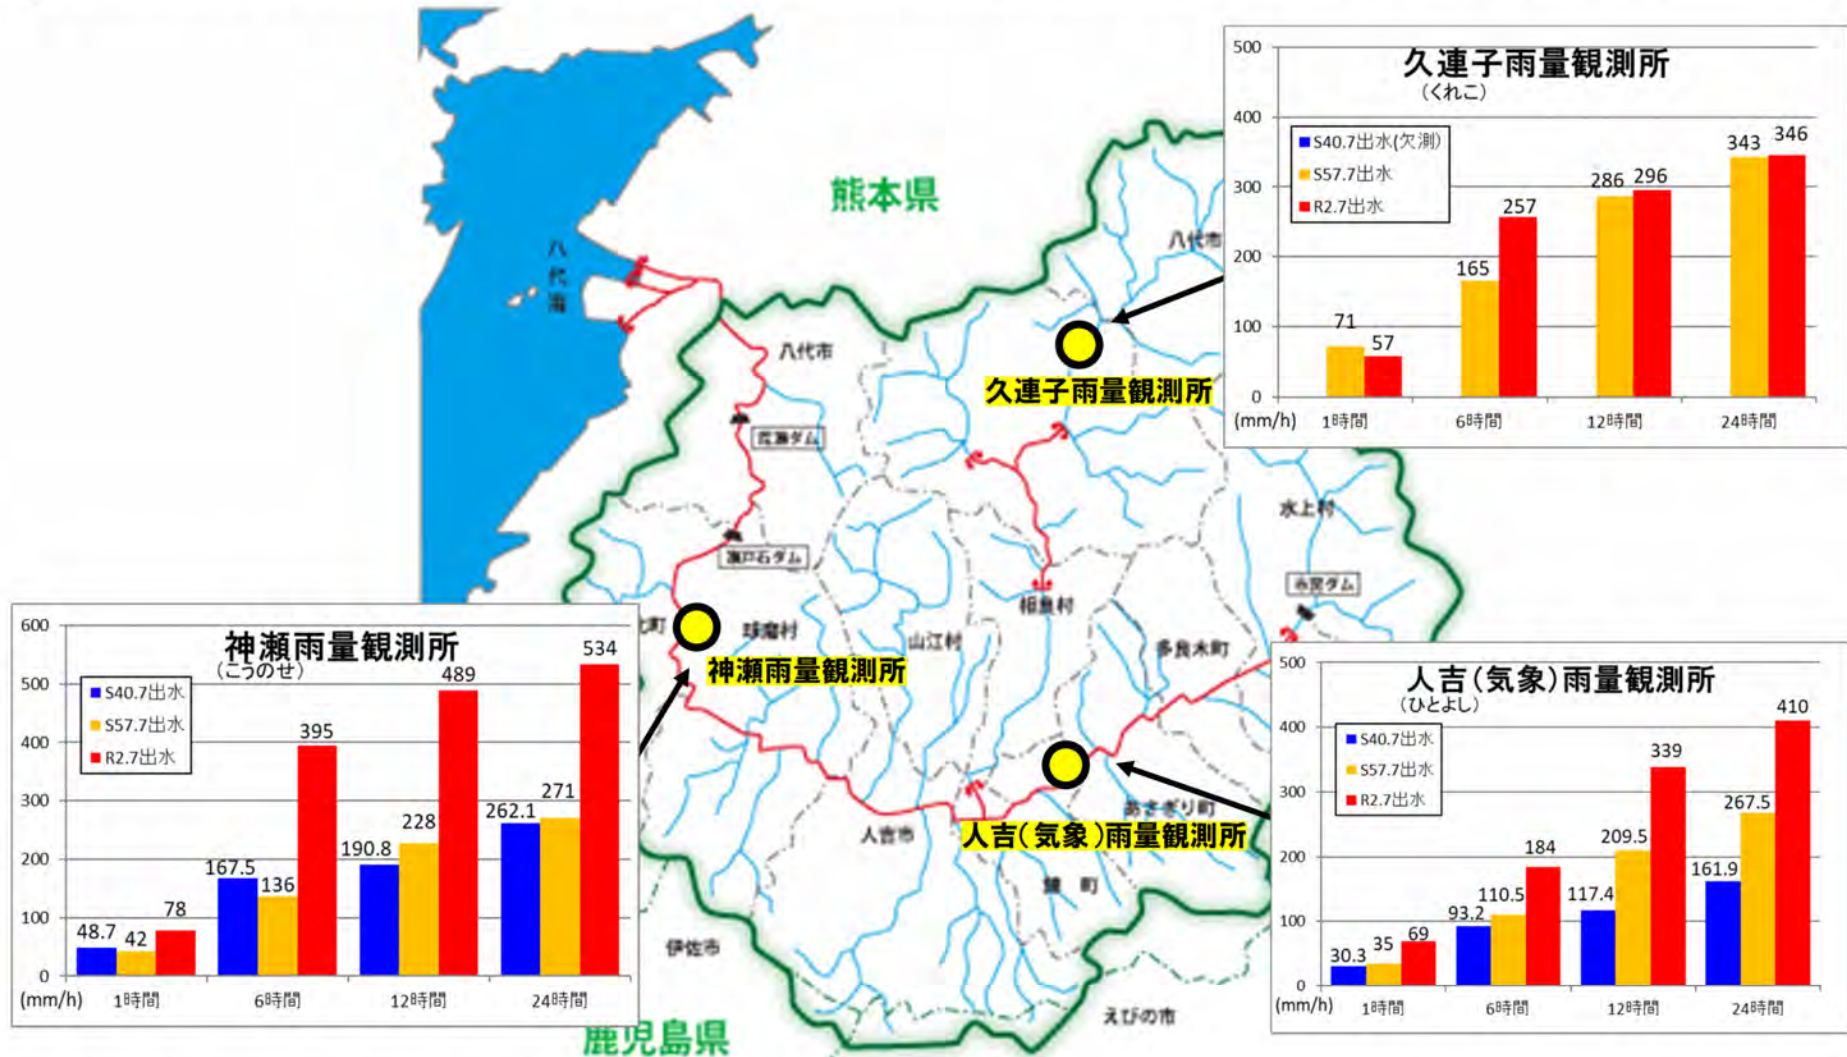 久連子雨量観測所
(くれこ)
500
400
300
200
100
0
S40.7出水(欠測)
S57.7出水
R2.7出水
71
57
165
257
286
296
343
346
(mm/h)
1時間
6時間
12時間
24時間
熊本県
八代海
八代市
八代市
久連子雨量観測所
荒瀬ダム
瀬戸石ダム
水上村
市房ダム
相良村
球磨村
山江村
多良木町
神瀬雨量観測所
人吉市
あさぎり町
人吉(気象)雨量観測所
錦 町
伊佐市
えびの市
鹿児島県
神瀬雨量観測所
(こうのせ)
600
500
400
300
200
100
0
S40.7出水
S57.7出水
R2.7出水
48.7
42
78
167.5
136
395
190.8
228
489
262.1
271
534
(mm/h)
1時間
6時間
12時間
24時間
人吉(気象)雨量観測所
(ひとよし)
500
400
300
200
100
0
S40.7出水
S57.7出水
R2.7出水
30.3
35
69
93.2
110.5
184
117.4
209.5
339
161.9
267.5
410
(mm/h)
1時間
6時間
12時間
24時間